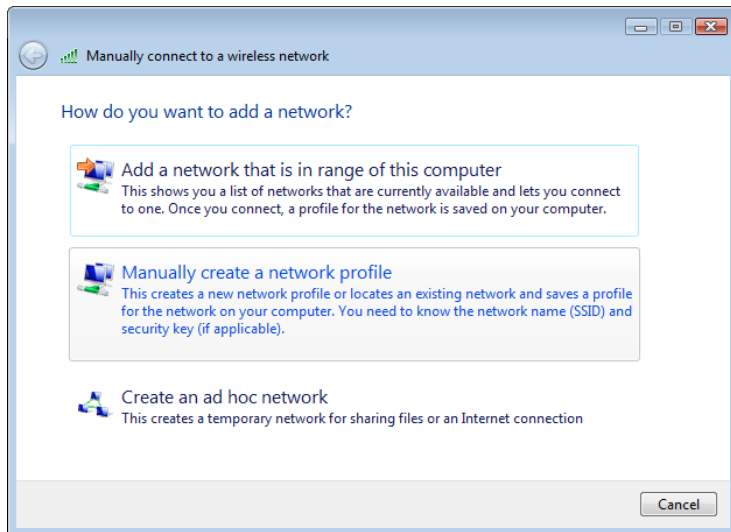 Manually connect to a wireless network
How do you want to add a network?
Add a network that is in range of this computer
This shows you a list of networks that are currently available and lets you connect
to one. Once you connect, a profile for the network is saved on your computer.
Manually create a network profile
This creates a new network profile or locates an existing network and saves a profile
for the network on your computer. You need to know the network name (SSID) and
security key (if applicable).
Create an ad hoc network
This creates a temporary network for sharing files or an Internet connection
Cancel